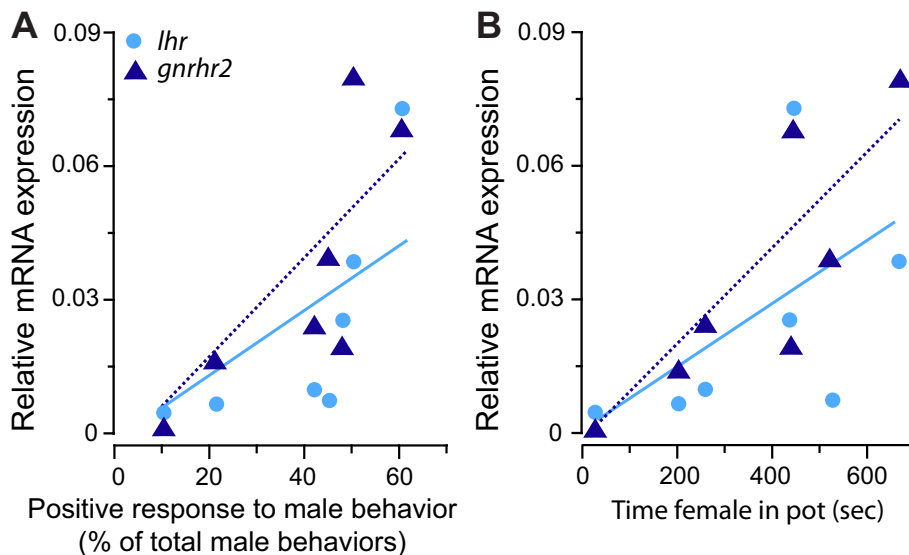 A
lhr
gnrhr2
Relative mRNA expression
0.09
0.06
0.03
0
0 20 40 60
Positive response to male behavior
(% of total male behaviors)
B
Relative mRNA expression
0.09
0.06
0.03
0
0 200 400 600
Time female in pot (sec)